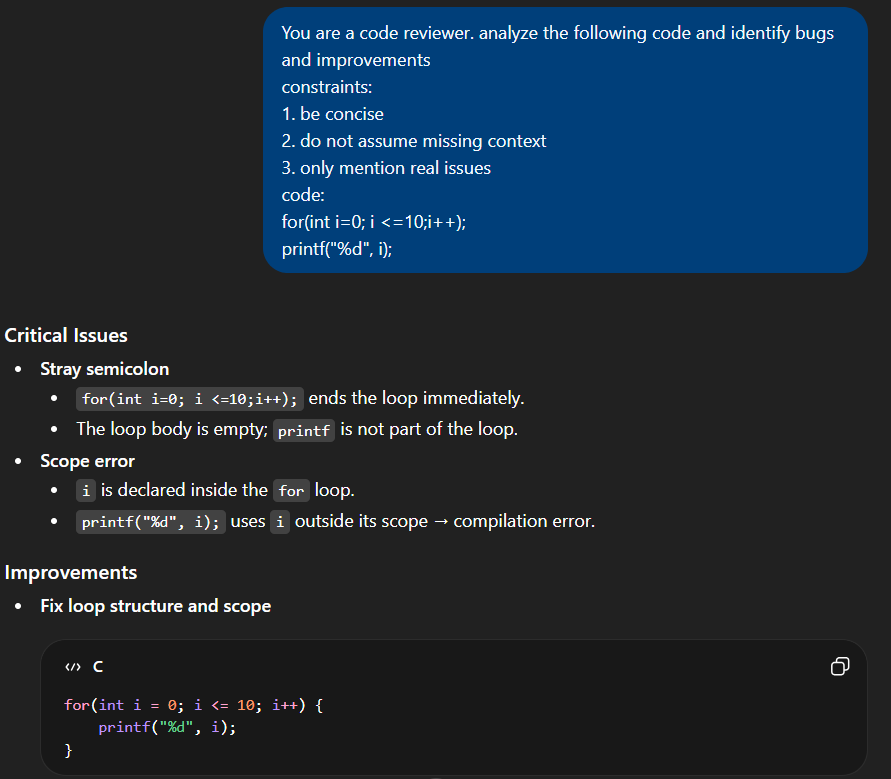 You are a code reviewer. analyze the following code and identify bugs
and improvements
constraints:
1. be concise
2. do not assume missing context
3. only mention real issues
code:
for(int i=0; i <=10;i++);
printf("%d", i);
Critical Issues
• Stray semicolon
• for(int i=0; i <=10;i++); ends the loop immediately.
• The loop body is empty; printf is not part of the loop.
• Scope error
• i is declared inside the for loop.
• printf("%d", i); uses i outside its scope → compilation error.
Improvements
• Fix loop structure and scope
</> C
for(int i = 0; i <= 10; i++) {
    printf("%d", i);
}